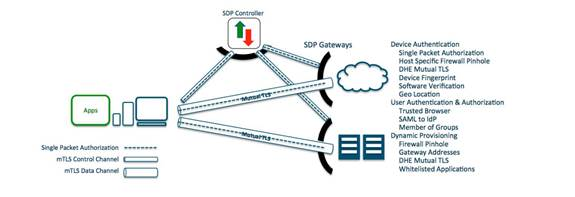 SDP Controller
SDP Gateways
Apps
Mutual TLS
Mutual TLS
Single Packet Authorization
mTLS Control Channel
mTLS Data Channel
Device Authentication
Single Packet Authorization
Host Specific Firewall Pinhole
DHE Mutual TLS
Device Fingerprint
Software Verification
Geo Location
User Authentication & Authorization
Trusted Browser
SAML to IdP
Member of Groups
Dynamic Provisioning
Firewall Pinhole
Gateway Addresses
DHE Mutual TLS
Whitelisted Applications